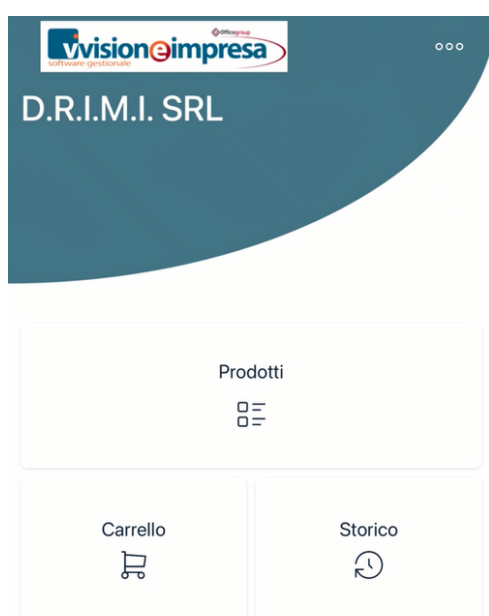 Officegroup
visioneimpresa
software gestionale
D.R.I.M.I. SRL
Prodotti
Carrello
Storico